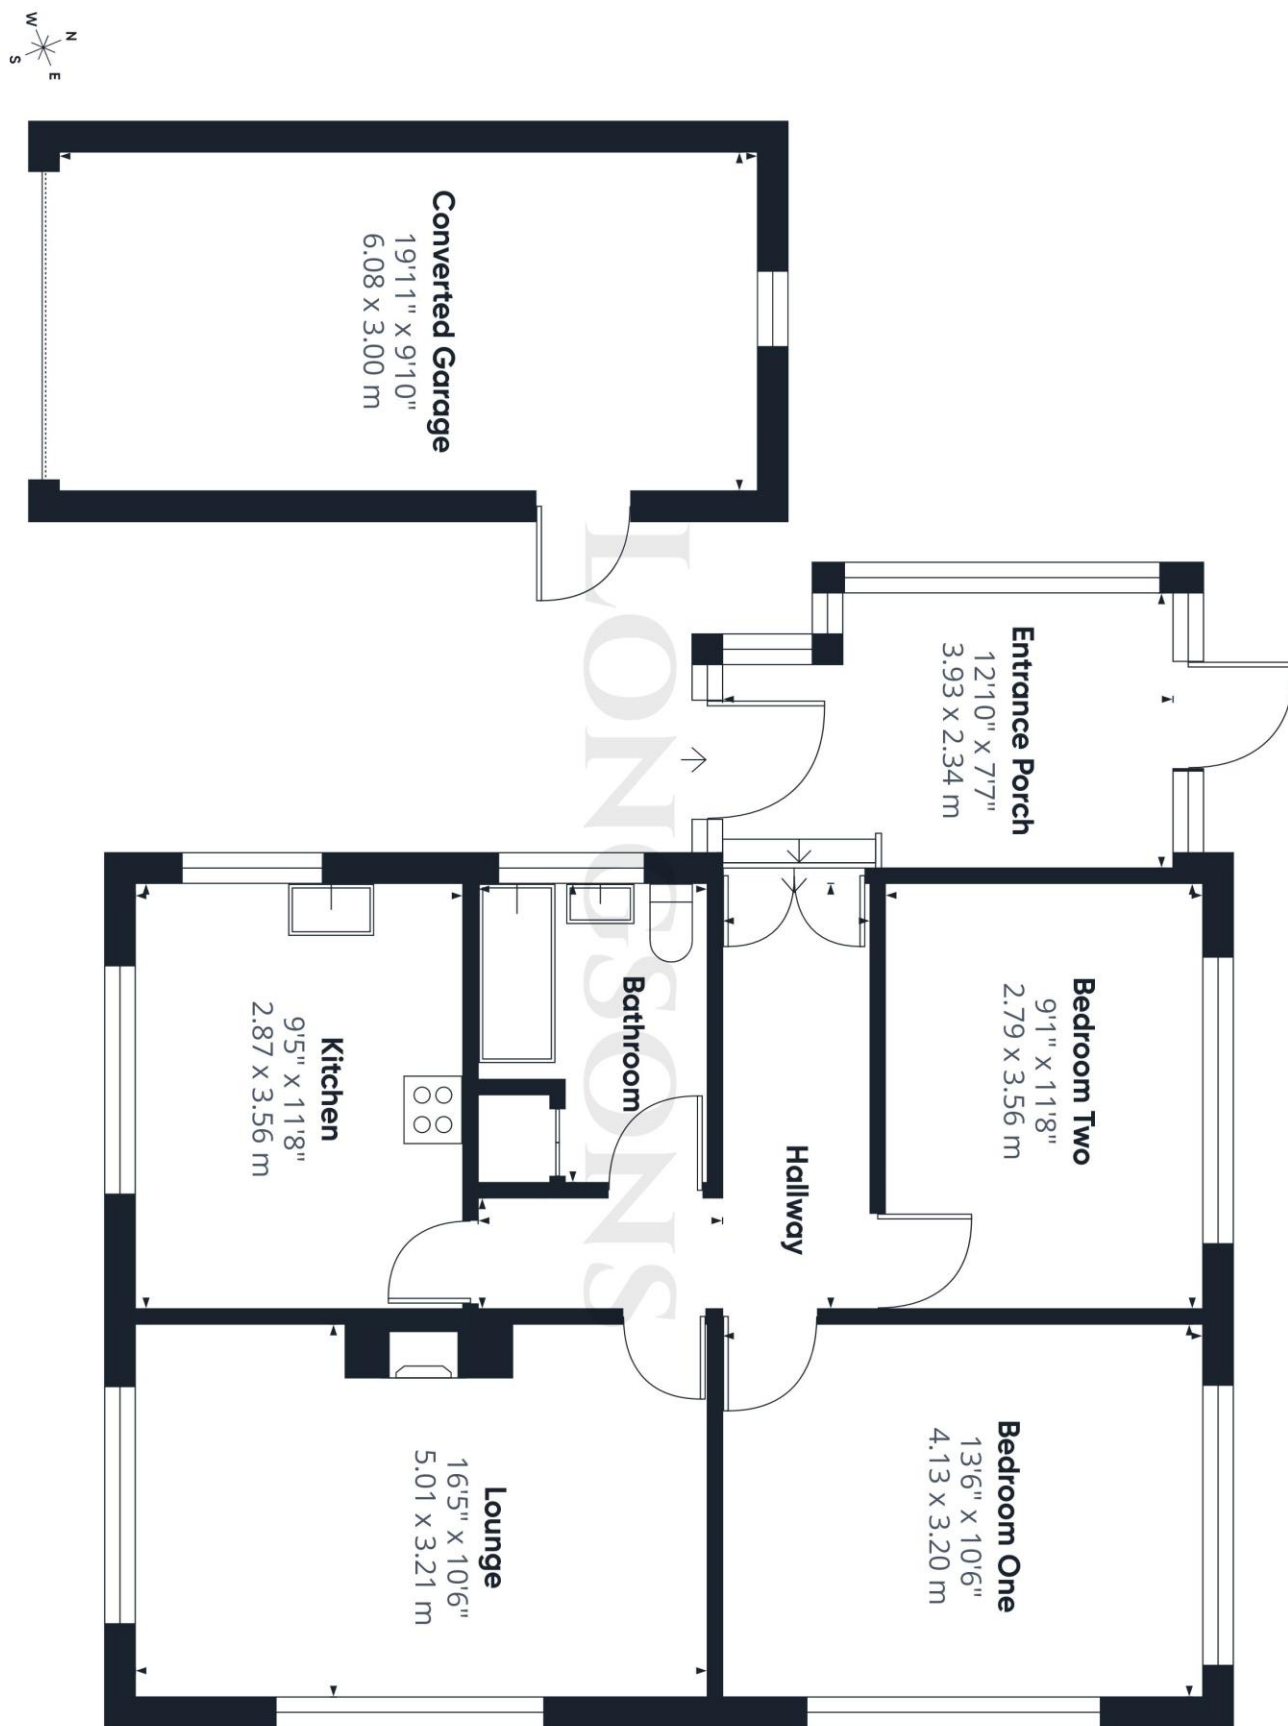 N
E
S
W
Entrance Porch
12'10" x 7'7"
3.93 x 2.34 m
Bedroom Two
9'1" x 11'8"
2.79 x 3.56 m
Bedroom One
13'6" x 10'6"
4.13 x 3.20 m
Converted Garage
19'11" x 9'10"
6.08 x 3.00 m
Hallway
Bathroom
LONGSONS
Kitchen
9'5" x 11'8"
2.87 x 3.56 m
Lounge
16'5" x 10'6"
5.01 x 3.21 m